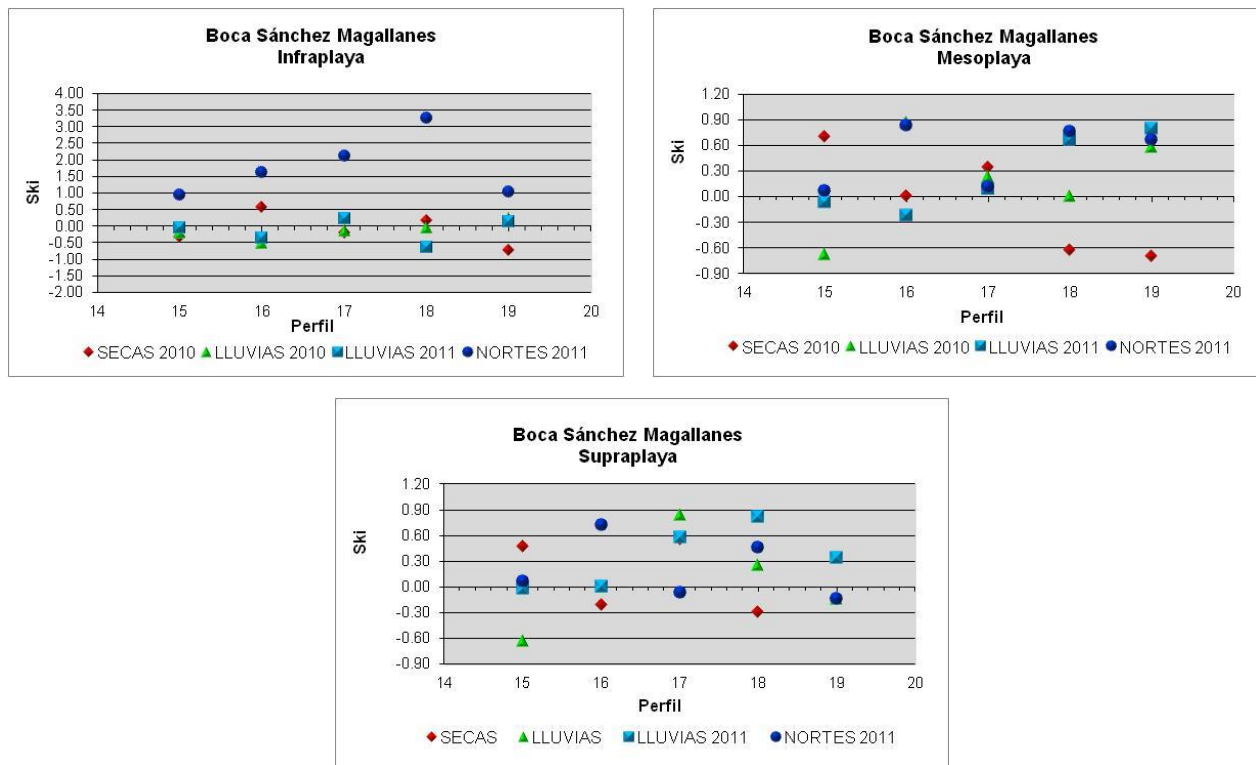 Boca Sánchez Magallanes
Infraplaya
Ski
4.00
3.50
3.00
2.50
2.00
1.50
1.00
0.50
0.00
-0.50
-1.00
-1.50
-2.00
14 15 16 17 18 19 20
Perfil
SECAS 2010 LLUVIAS 2010 LLUVIAS 2011 NORTES 2011
Boca Sánchez Magallanes
Mesoplaya
Ski
1.20
0.90
0.60
0.30
0.00
-0.30
-0.60
-0.90
14 15 16 17 18 19 20
Perfil
SECAS 2010 LLUVIAS 2010 LLUVIAS 2011 NORTES 2011
Boca Sánchez Magallanes
Supraplaya
Ski
1.20
0.90
0.60
0.30
0.00
-0.30
-0.60
-0.90
14 15 16 17 18 19 20
Perfil
SECAS LLUVIAS LLUVIAS 2011 NORTES 2011